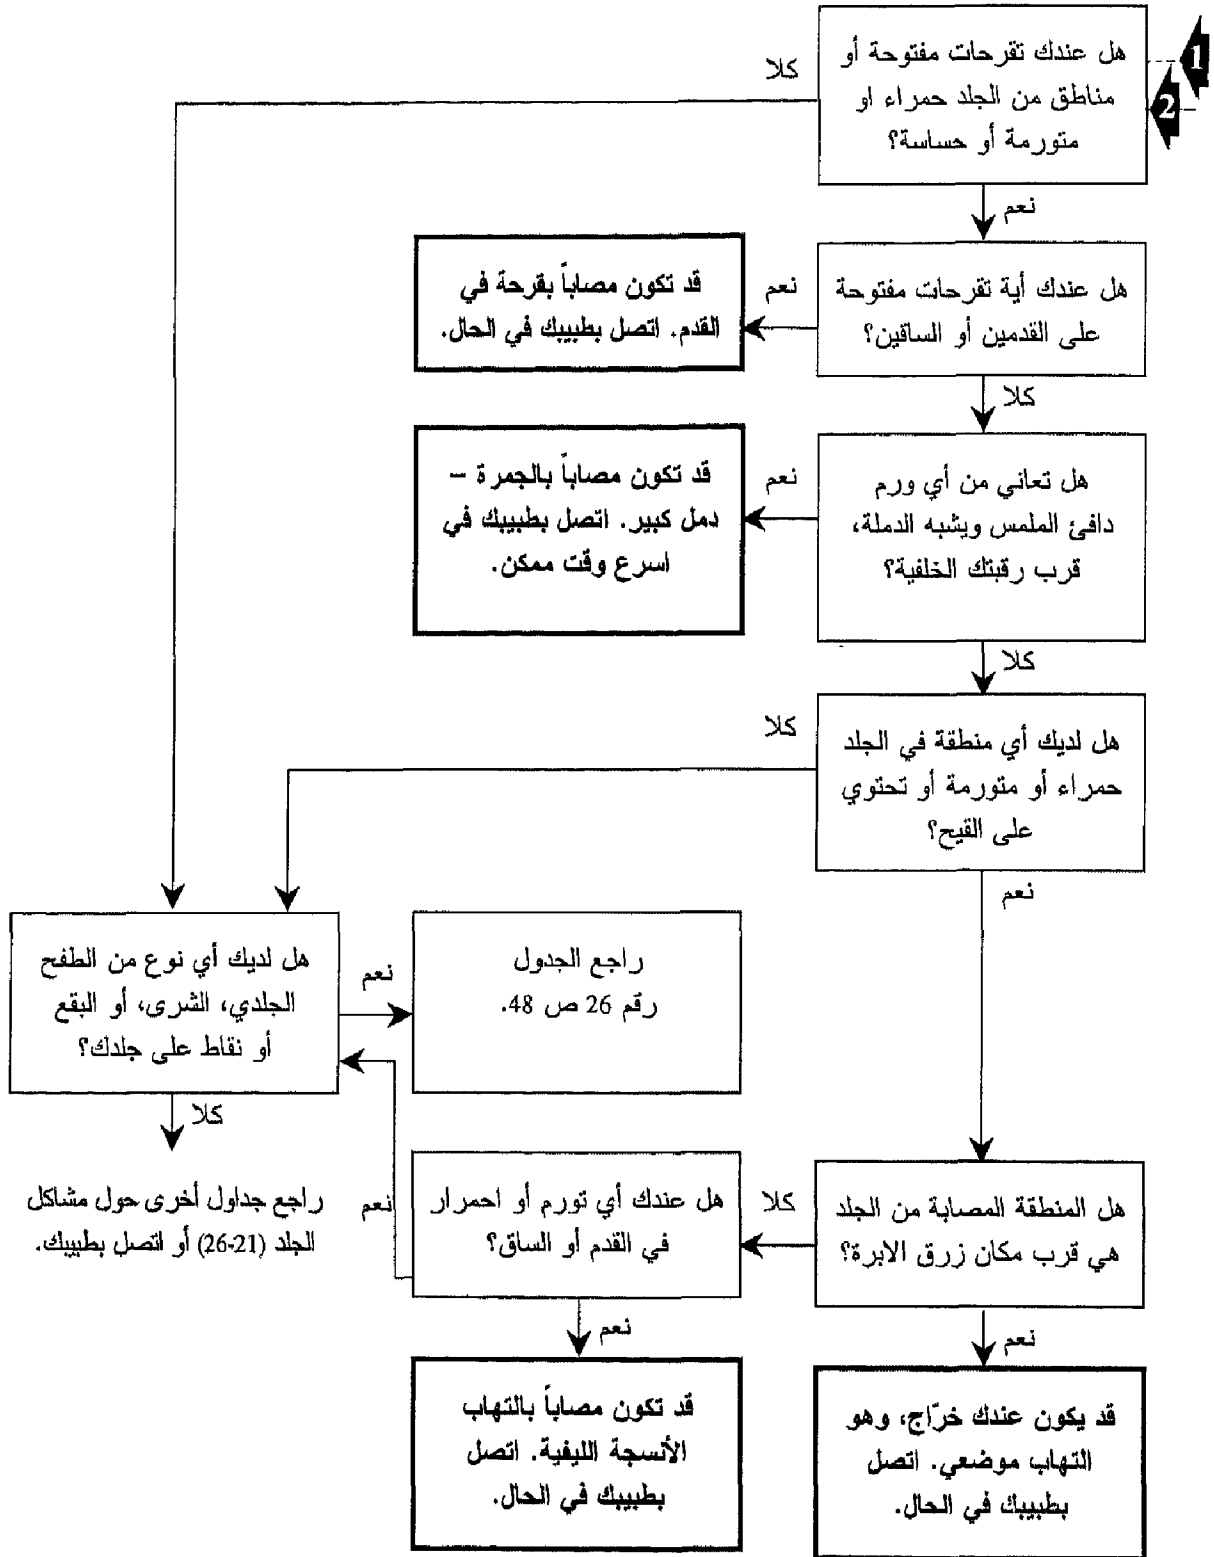 1
2
هل عندك تقرحات مفتوحة أو
مناطق من الجلد حمراء او
متورمة أو حساسة؟
كلا
نعم
هل عندك أية تقرحات مفتوحة
على القدمين أو الساقين؟
نعم
قد تكون مصاباً بقرحة في
القدم. اتصل بطبيبك في الحال.
كلا
هل تعاني من أي ورم
دافئ الملمس ويشبه الدملة،
قرب رقبتك الخلفية؟
نعم
قد تكون مصاباً بالجمرة –
دمل كبير. اتصل بطبيبك في
اسرع وقت ممكن.
كلا
هل لديك أي منطقة في الجلد
حمراء أو متورمة أو تحتوي
على القيح؟
كلا
نعم
هل لديك أي نوع من الطفح
الجلدي، الشرى، أو البقع
أو نقاط على جلدك؟
نعم
راجع الجدول
رقم 26 ص 48.
كلا
راجع جداول أخرى حول مشاكل
الجلد (21-26) أو اتصل بطبيبك.
هل المنطقة المصابة من الجلد
هي قرب مكان زرق الابرة؟
كلا
هل عندك أي تورم أو احمرار
في القدم أو الساق؟
نعم
نعم
قد تكون مصاباً بالتهاب
الأنسجة الليفية. اتصل
بطبيبك في الحال.
نعم
قد يكون عندك خرّاج، وهو
التهاب موضعي. اتصل
بطبيبك في الحال.